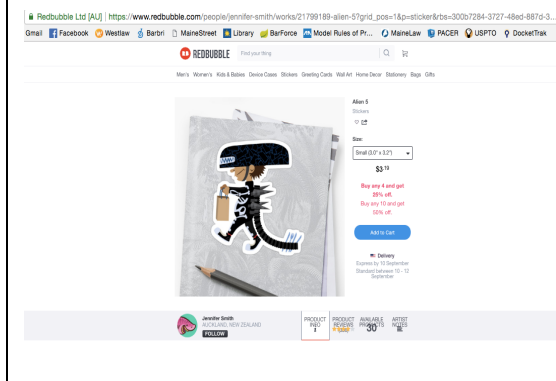 Redbubble Ltd [AU] | https://www.redbubble.com/people/jennifer-smith/works/21799189-alien-5?grid_pos=1&p=sticker&rbs=300b7284-3727-48ed-887d-3...
Gmail Facebook Westlaw Barbri MaineStreet Library BarForce Model Rules of Pr... MaineLaw PACER USPTO DocketTrak
REDBUBBLE Find your thing
Men's Women's Kids & Babies Device Cases Stickers Greeting Cards Wall Art Home Decor Stationery Bags Gifts
Alien 5
Stickers
Size:
Small (3.0" x 3.2")
$3.19
Buy any 4 and get
25% off.
Buy any 10 and get
50% off.
Add to Cart
Delivery
Express by 10 September
Standard between 10 - 12
September
Jennifer Smith
AUCKLAND, NEW ZEALAND
FOLLOW
PRODUCT
INFO
PRODUCT
REVIEWS
AVAILABLE
PRODUCTS
30
ARTIST
NOTES